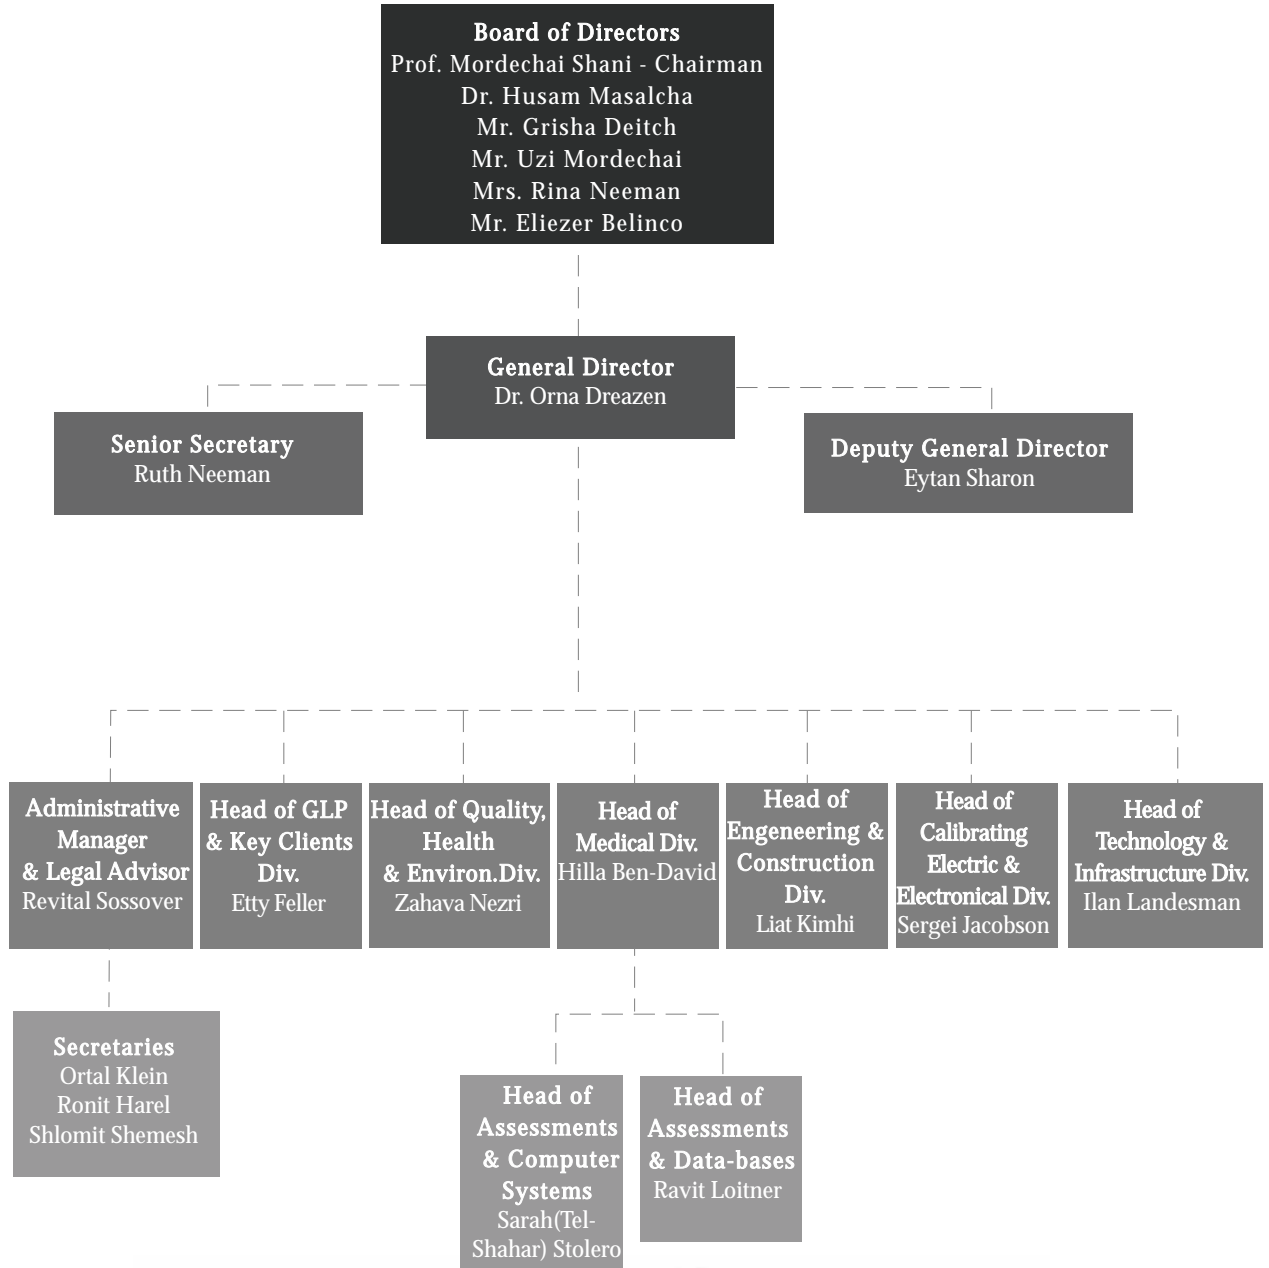 Board of Directors
Prof. Mordechai Shani - Chairman
Dr. Husam Masalcha
Mr. Grisha Deitch
Mr. Uzi Mordechai
Mrs. Rina Neeman
Mr. Eliezer Belinco
General Director
Dr. Orna Dreazen
Senior Secretary
Ruth Neeman
Deputy General Director
Eytan Sharon
Administrative
Manager
& Legal Advisor
Revital Sossover
Head of GLP
& Key Clients
Div.
Etty Feller
Head of Quality,
Health
& Environ.Div.
Zahava Nezri
Head of
Medical Div.
Hilla Ben-David
Head of
Engeneering &
Construction
Div.
Liat Kimhi
Head of
Calibrating
Electric &
Electronical Div.
Sergei Jacobson
Head of
Technology &
Infrastructure Div.
Ilan Landesman
Secretaries
Ortal Klein
Ronit Harel
Shlomit Shemesh
Head of
Assessments
& Computer
Systems
Sarah(Tel-
Shahar) Stolero
Head of
Assessments
& Data-bases
Ravit Loitner